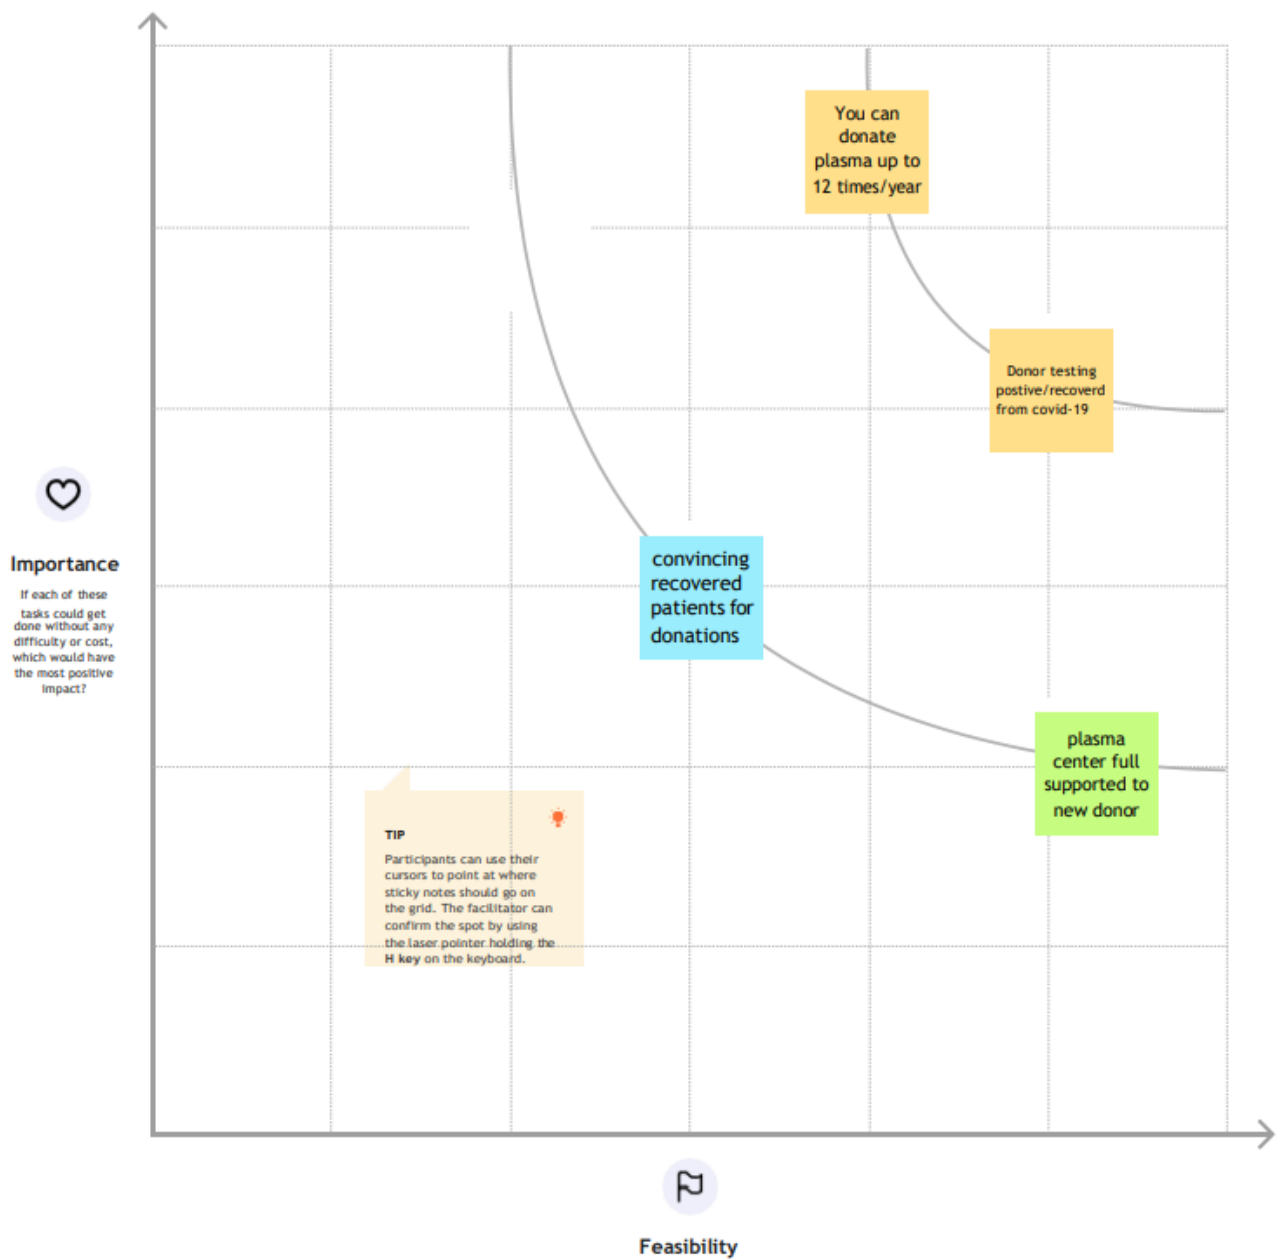 You can
donate
plasma up to
12 times/year
Donor testing
postive/recoverd
from covid-19
Importance
If each of these
tasks could get
done without any
difficulty or cost,
which would have
the most positive
impact?
convincing
recovered
patients for
donations
plasma
center full
supported to
new donor
TIP
Participants can use their
cursors to point at where
sticky notes should go on
the grid. The facilitator can
confirm the spot by using
the laser pointer holding the
H key on the keyboard.
Feasibility